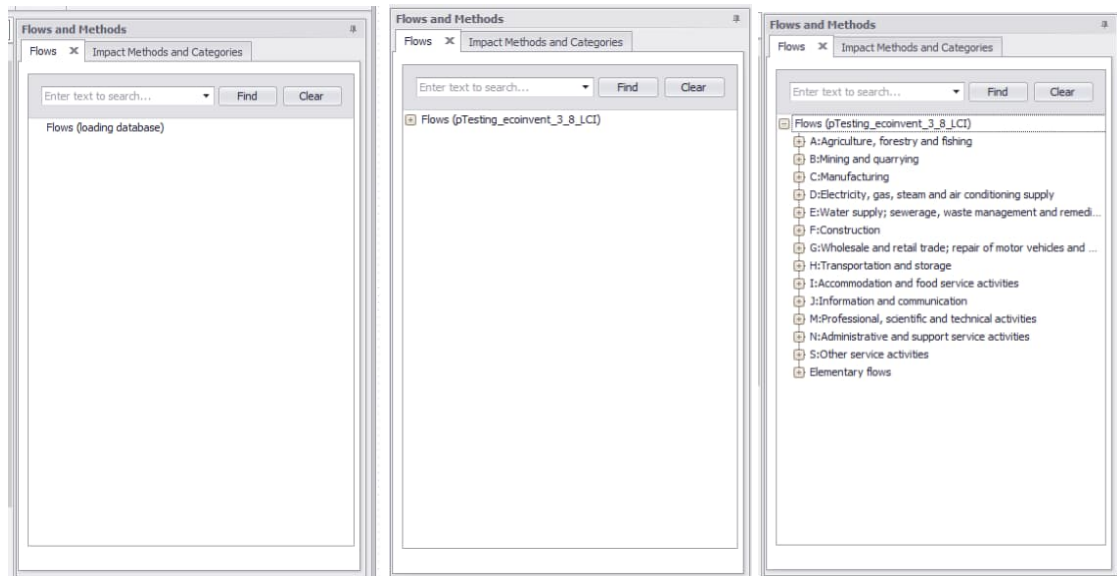 Flows and Methods
Flows
Impact Methods and Categories
Enter text to search...
Find
Clear
Flows (loading database)
Flows and Methods
Flows
Impact Methods and Categories
Enter text to search...
Find
Clear
Flows (pTesting_ecoinvent_3_8_LCI)
Flows and Methods
Flows
Impact Methods and Categories
Enter text to search...
Find
Clear
Flows (pTesting_ecoinvent_3_8_LCI)
A:Agriculture, forestry and fishing
B:Mining and quarrying
C:Manufacturing
D:Electricity, gas, steam and air conditioning supply
E:Water supply; sewerage, waste management and remedi...
F:Construction
G:Wholesale and retail trade; repair of motor vehicles and ...
H:Transportation and storage
I:Accommodation and food service activities
J:Information and communication
M:Professional, scientific and technical activities
N:Administrative and support service activities
S:Other service activities
Elementary flows